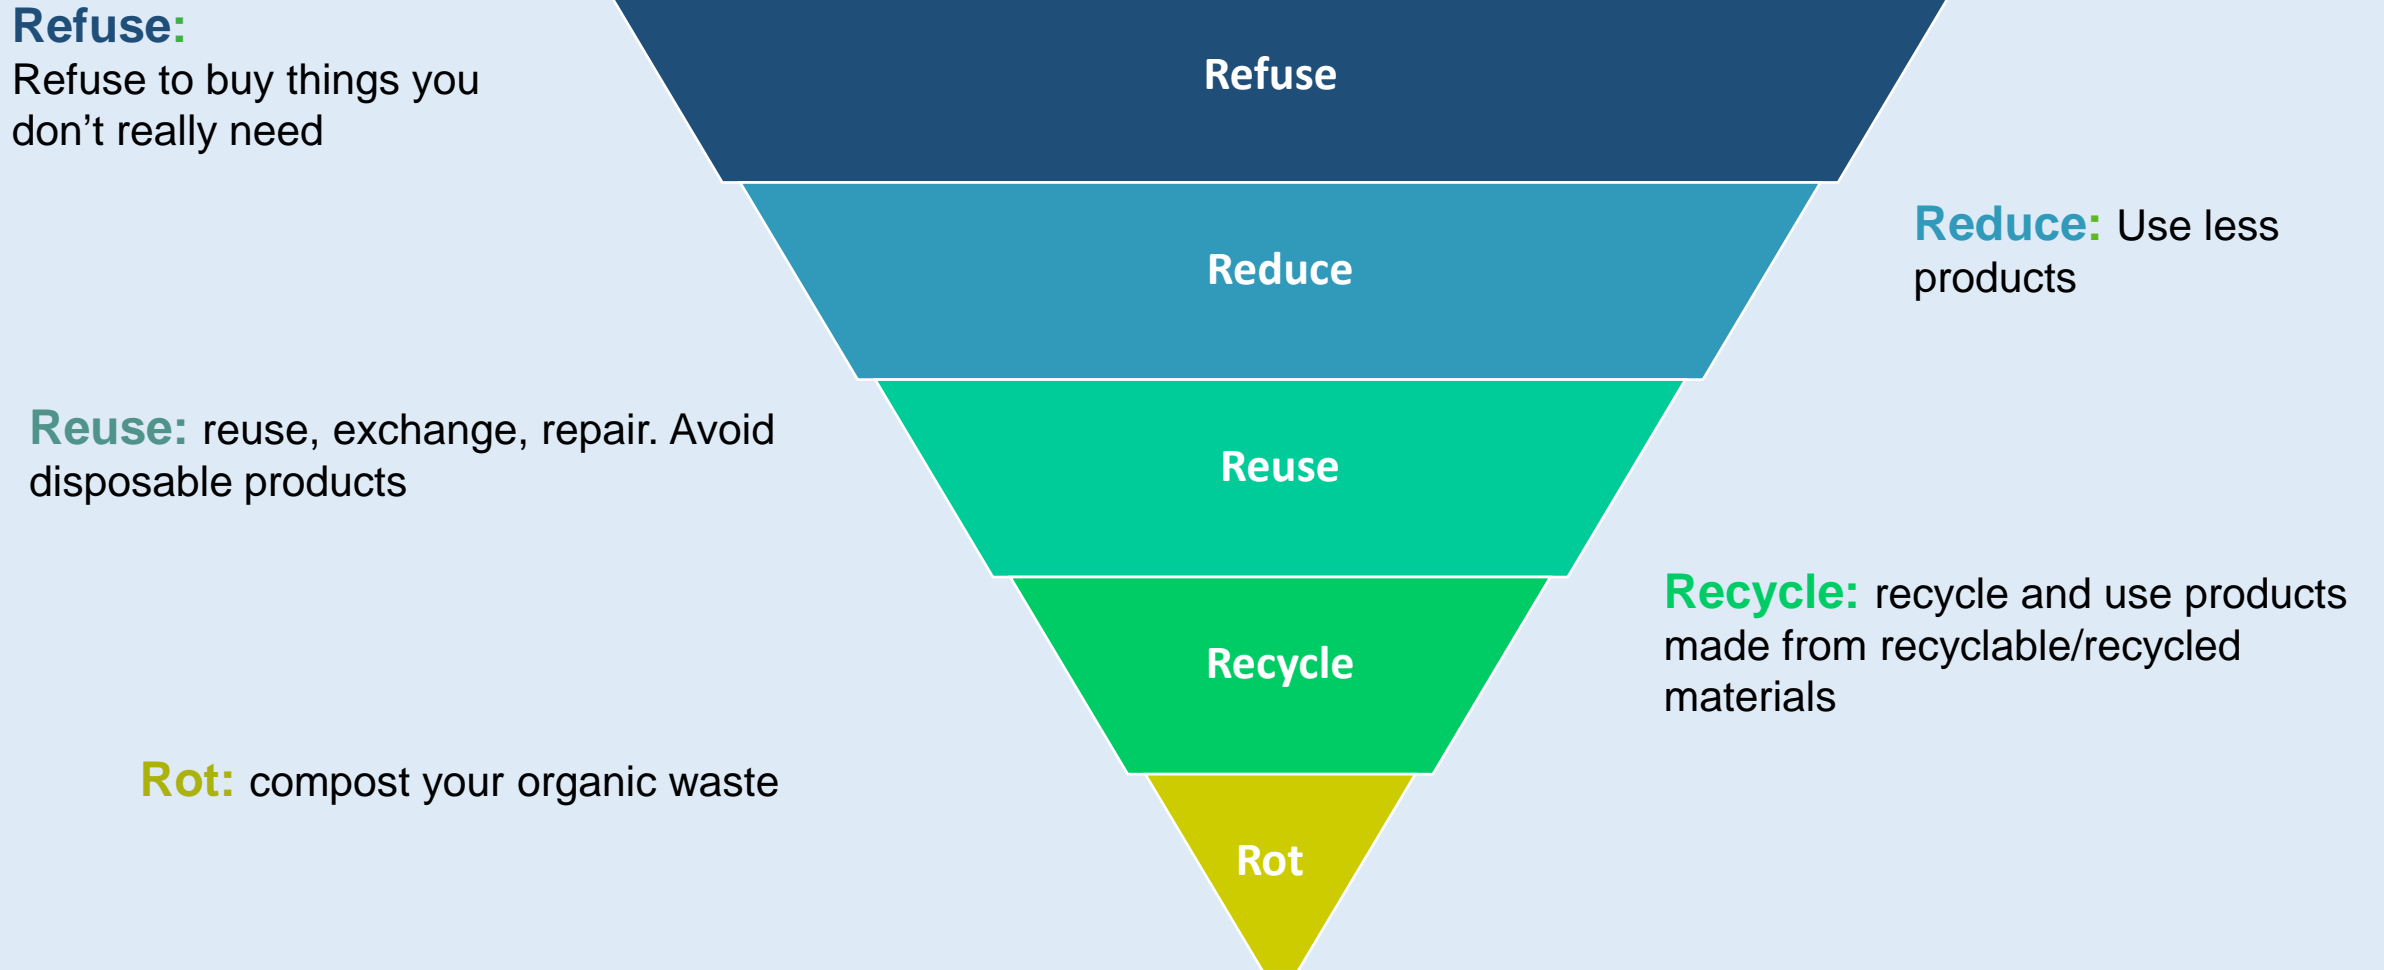 Refuse:
Refuse to buy things you
don’t really need
Refuse
Reduce
Reduce: Use less
products
Reuse: reuse, exchange, repair. Avoid
disposable products
Reuse
Recycle
Recycle: recycle and use products
made from recyclable/recycled
materials
Rot: compost your organic waste
Rot